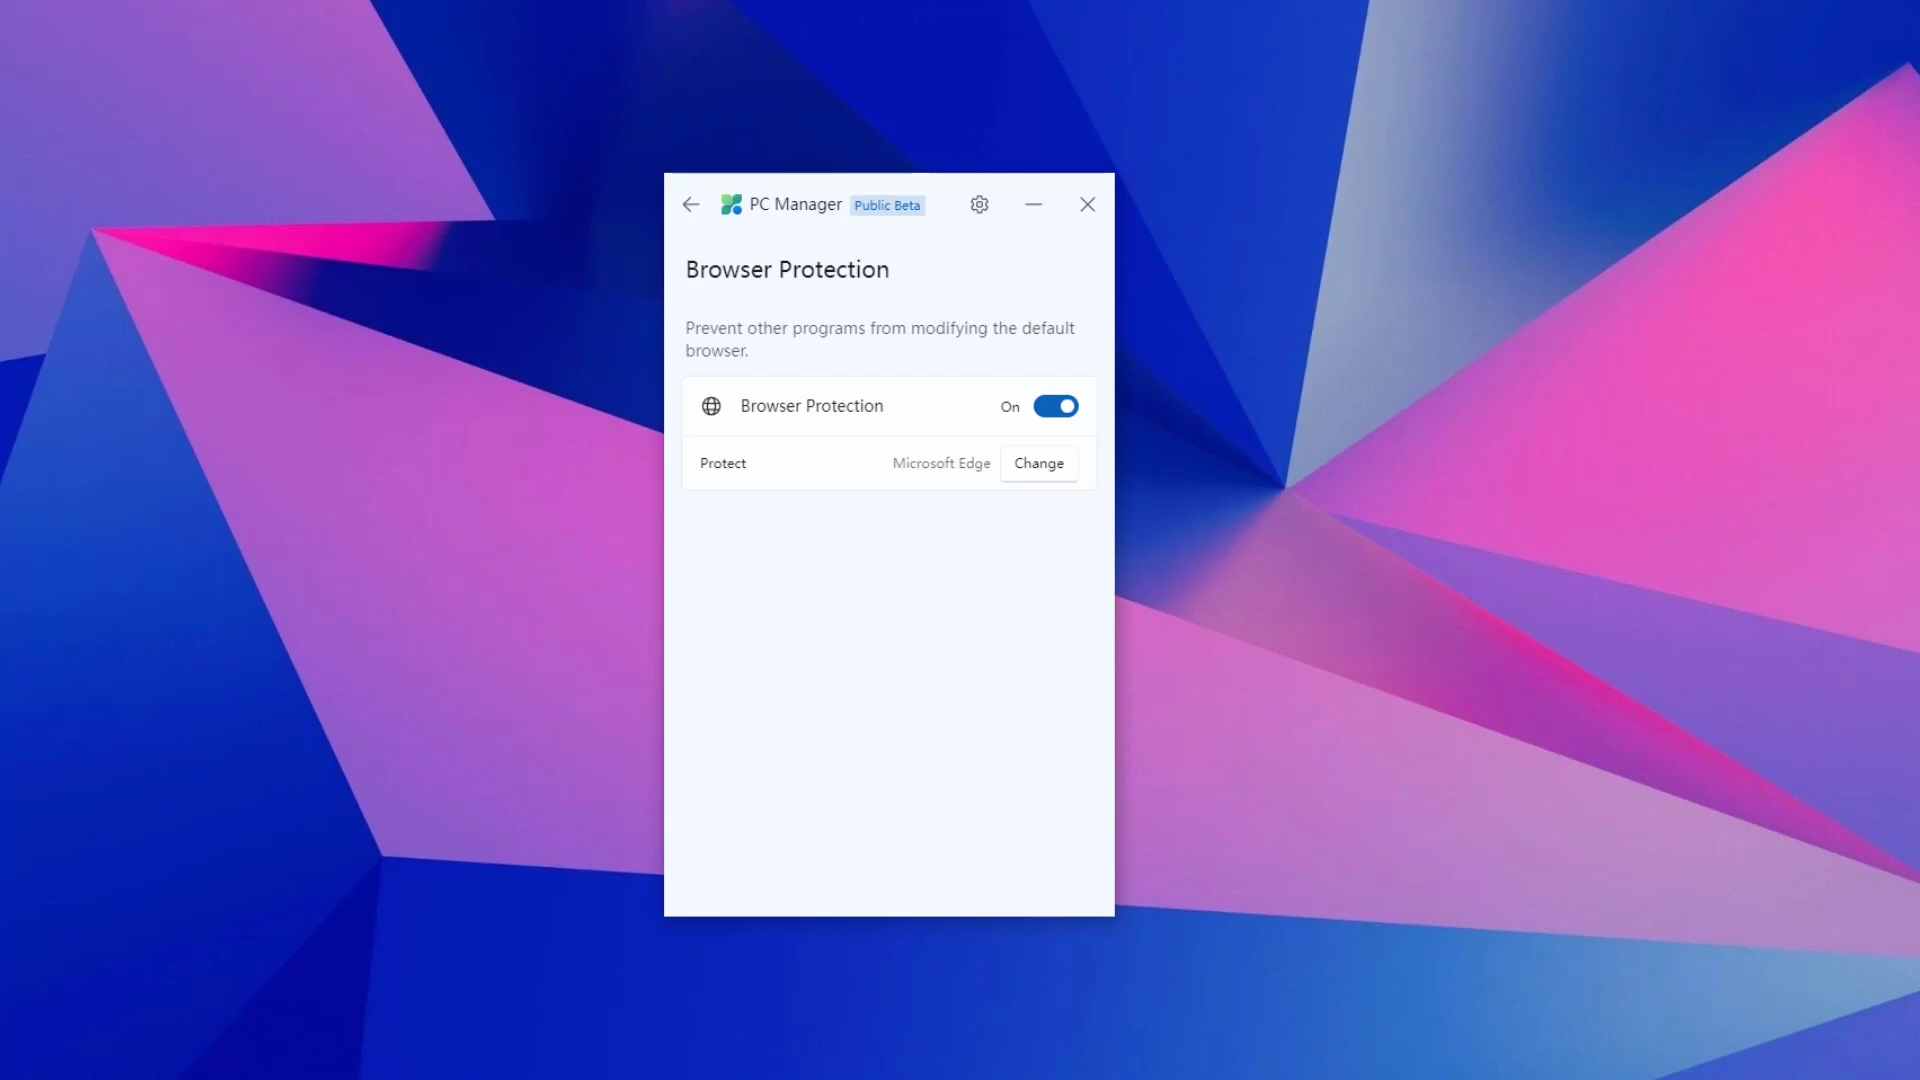 PC Manager Public Beta
Browser Protection
Prevent other programs from modifying the default
browser.
Browser Protection On
Protect Microsoft Edge Change